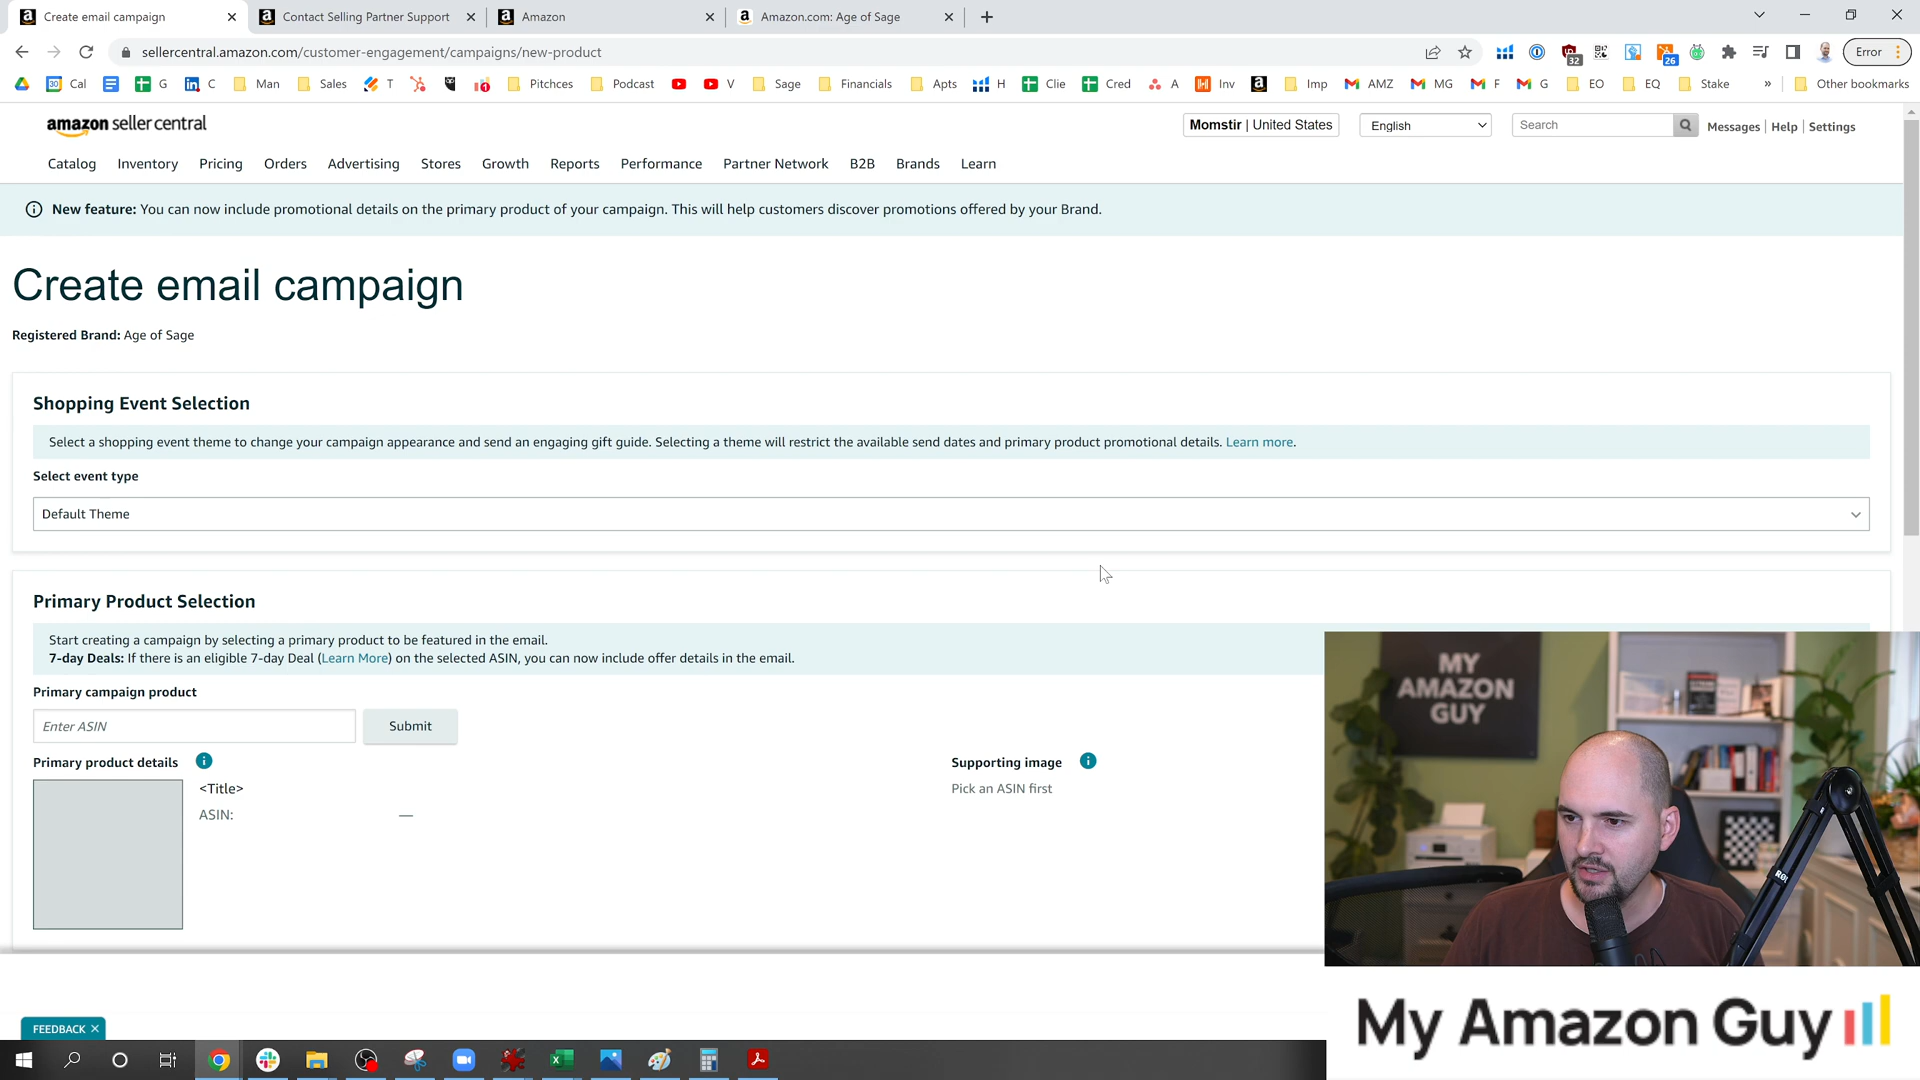 Create email campaign
Contact Selling Partner Support
Amazon
Amazon.com: Age of Sage
sellercentral.amazon.com/customer-engagement/campaigns/new-product
32
26
Error
30
Cal
G
C
Man
Sales
T
Pitchces
Podcast
V
Sage
Financials
Apts
H
Clie
Cred
A
Inv
Imp
AMZ
MG
F
G
EO
EQ
Stake
»
Other bookmarks
amazon seller central
Momstir | United States
English
Search
Messages | Help | Settings
Catalog Inventory Pricing Orders Advertising Stores Growth Reports Performance Partner Network B2B Brands Learn
New feature: You can now include promotional details on the primary product of your campaign. This will help customers discover promotions offered by your Brand.
Create email campaign
Registered Brand: Age of Sage
Shopping Event Selection
Select a shopping event theme to change your campaign appearance and send an engaging gift guide. Selecting a theme will restrict the available send dates and primary product promotional details. Learn more.
Select event type
Default Theme
Primary Product Selection
Start creating a campaign by selecting a primary product to be featured in the email.
7-day Deals: If there is an eligible 7-day Deal (Learn More) on the selected ASIN, you can now include offer details in the email.
Primary campaign product
Enter ASIN
Submit
Primary product details
Supporting image
<Title>
Pick an ASIN first
ASIN: —
MY
AMAZON
GUY
RODE
My Amazon Guy
FEEDBACK ×